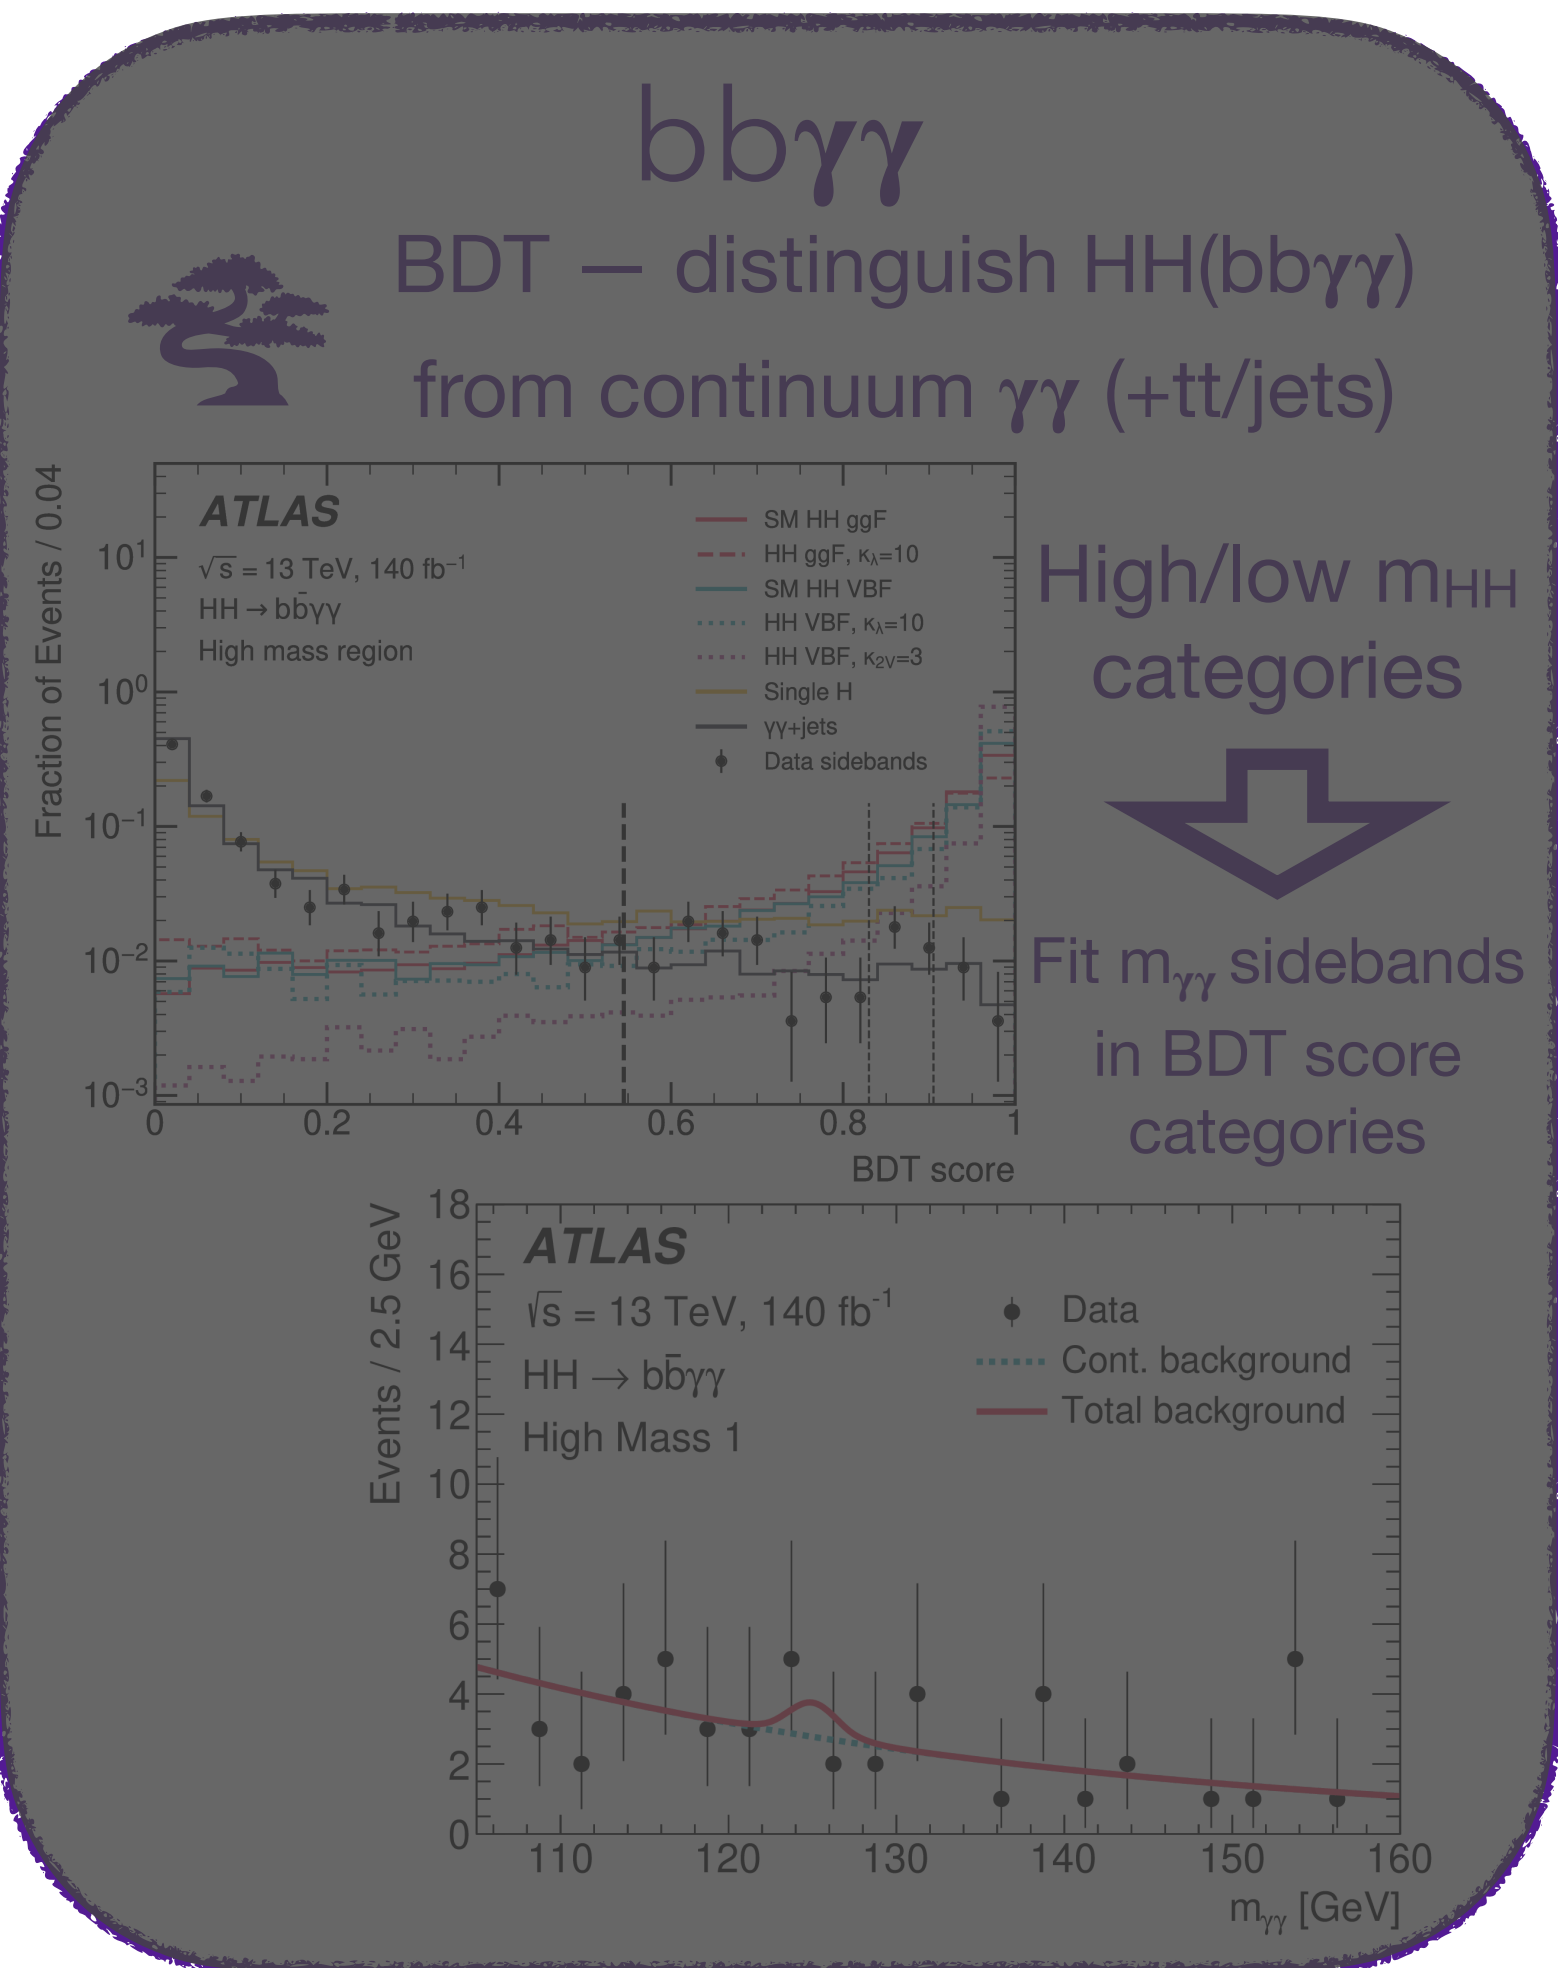 bbγγ
BDT — distinguish HH(bbγγ)
from continuum γγ (+tt/jets)
Fraction of Events / 0.04
ATLAS
√s = 13 TeV, 140 fb⁻¹
HH → bb̄γγ
High mass region
SM HH ggF
HH ggF, κλ=10
SM HH VBF
HH VBF, κλ=10
HH VBF, κ2V=3
Single H
γγ+jets
Data sidebands
10¹
10⁰
10⁻¹
10⁻²
10⁻³
0 0.2 0.4 0.6 0.8 1
BDT score
High/low mHH
categories
Fit mγγ sidebands
in BDT score
categories
Events / 2.5 GeV
ATLAS
√s = 13 TeV, 140 fb⁻¹
HH → bb̄γγ
High Mass 1
Data
Cont. background
Total background
18
16
14
12
10
8
6
4
2
0
110 120 130 140 150 160
mγγ [GeV]